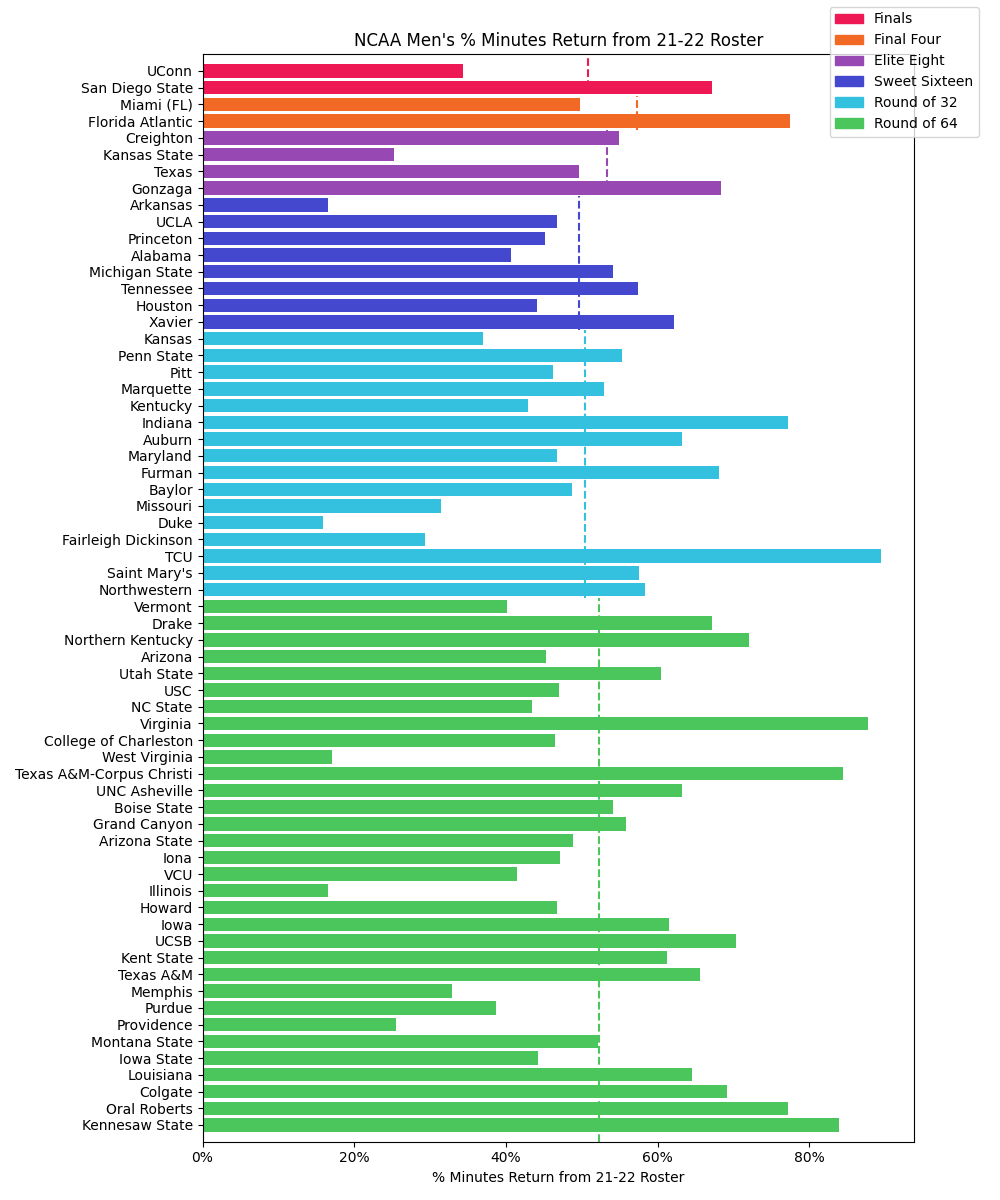 NCAA Men's % Minutes Return from 21-22 Roster
Finals
Final Four
Elite Eight
Sweet Sixteen
Round of 32
Round of 64
UConn
San Diego State
Miami (FL)
Florida Atlantic
Creighton
Kansas State
Texas
Gonzaga
Arkansas
UCLA
Princeton
Alabama
Michigan State
Tennessee
Houston
Xavier
Kansas
Penn State
Pitt
Marquette
Kentucky
Indiana
Auburn
Maryland
Furman
Baylor
Missouri
Duke
Fairleigh Dickinson
TCU
Saint Mary's
Northwestern
Vermont
Drake
Northern Kentucky
Arizona
Utah State
USC
NC State
Virginia
College of Charleston
West Virginia
Texas A&M-Corpus Christi
UNC Asheville
Boise State
Grand Canyon
Arizona State
Iona
VCU
Illinois
Howard
Iowa
UCSB
Kent State
Texas A&M
Memphis
Purdue
Providence
Montana State
Iowa State
Louisiana
Colgate
Oral Roberts
Kennesaw State
0% 20% 40% 60% 80%
% Minutes Return from 21-22 Roster